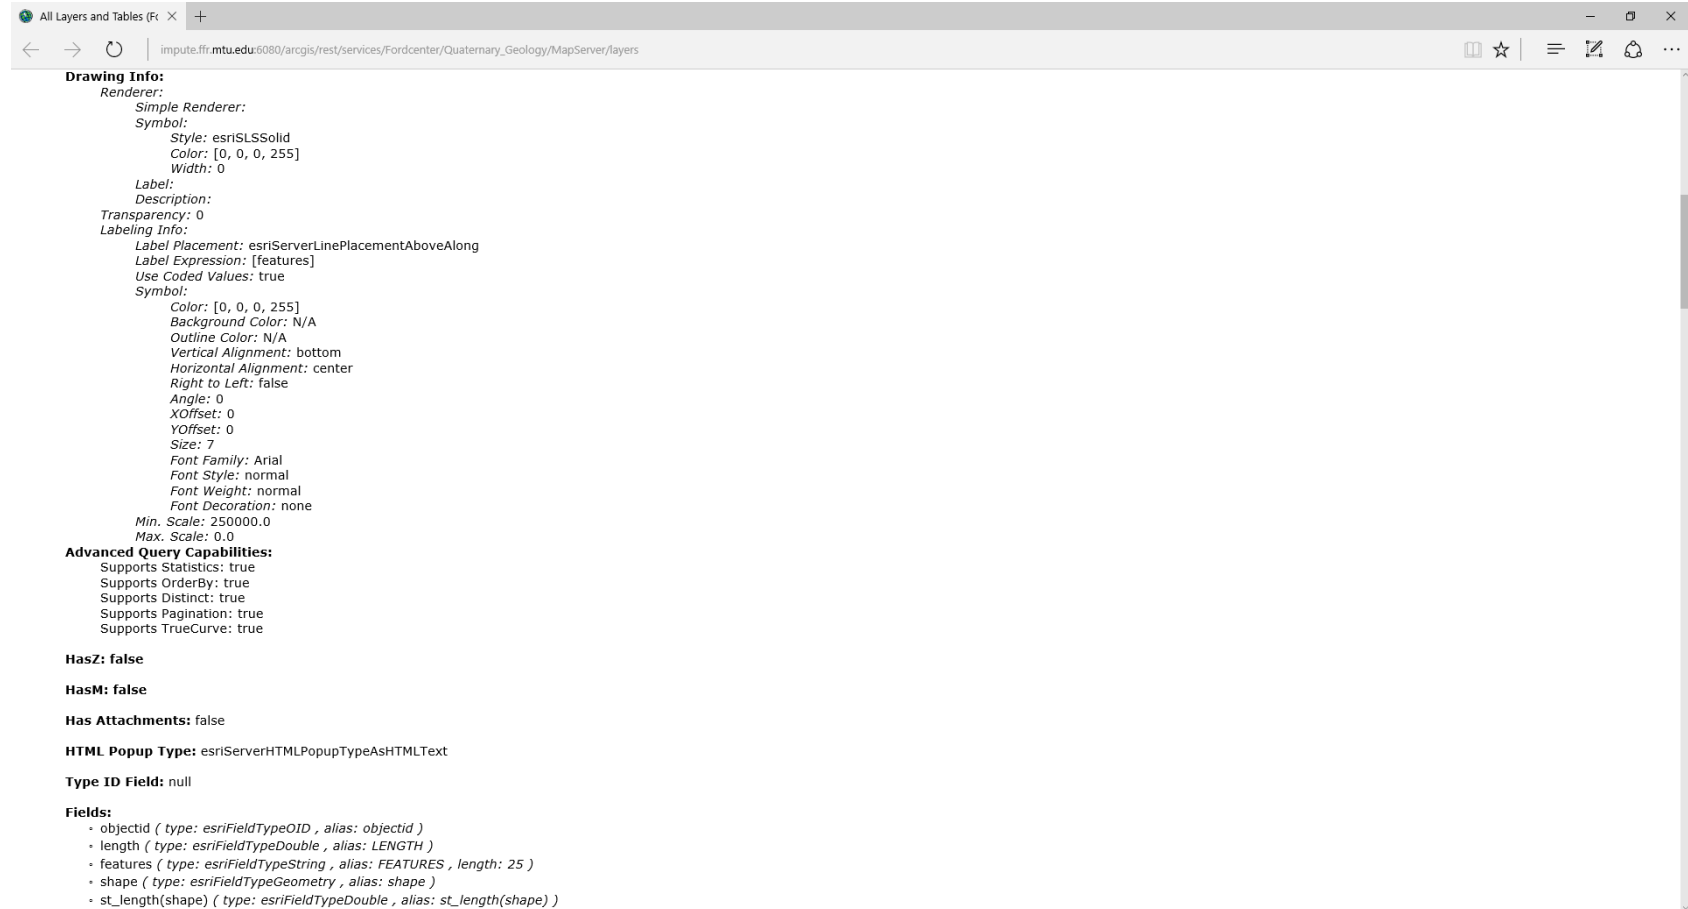 All Layers and Tables (Fo
impute.ffr.mtu.edu:6080/arcgis/rest/services/Fordcenter/Quaternary_Geology/MapServer/layers
Drawing Info:
Renderer:
Simple Renderer:
Symbol:
Style: esriSLSSolid
Color: [0, 0, 0, 255]
Width: 0
Label:
Description:
Transparency: 0
Labeling Info:
Label Placement: esriServerLinePlacementAboveAlong
Label Expression: [features]
Use Coded Values: true
Symbol:
Color: [0, 0, 0, 255]
Background Color: N/A
Outline Color: N/A
Vertical Alignment: bottom
Horizontal Alignment: center
Right to Left: false
Angle: 0
XOffset: 0
YOffset: 0
Size: 7
Font Family: Arial
Font Style: normal
Font Weight: normal
Font Decoration: none
Min. Scale: 250000.0
Max. Scale: 0.0
Advanced Query Capabilities:
Supports Statistics: true
Supports OrderBy: true
Supports Distinct: true
Supports Pagination: true
Supports TrueCurve: true
HasZ: false
HasM: false
Has Attachments: false
HTML Popup Type: esriServerHTMLPopupTypeAsHTMLText
Type ID Field: null
Fields:
objectid ( type: esriFieldTypeOID , alias: objectid )
length ( type: esriFieldTypeDouble , alias: LENGTH )
features ( type: esriFieldTypeString , alias: FEATURES , length: 25 )
shape ( type: esriFieldTypeGeometry , alias: shape )
st_length(shape) ( type: esriFieldTypeDouble , alias: st_length(shape) )